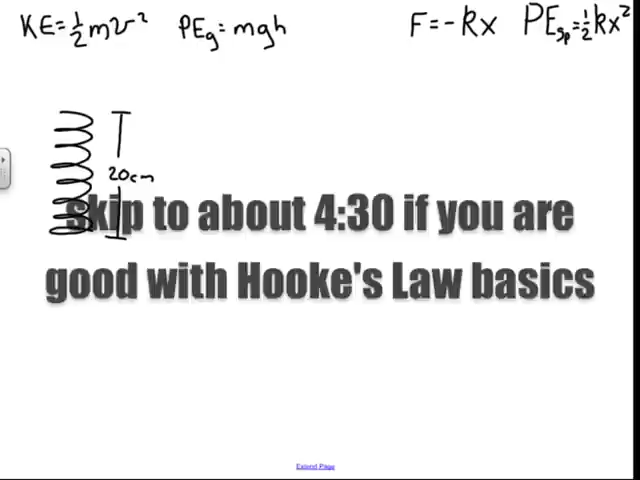 KE=½mv² PEg=mgh F=-kx PEsp=½kx²
20cm
skip to about 4:30 if you are
good with Hooke's Law basics
Extend Page